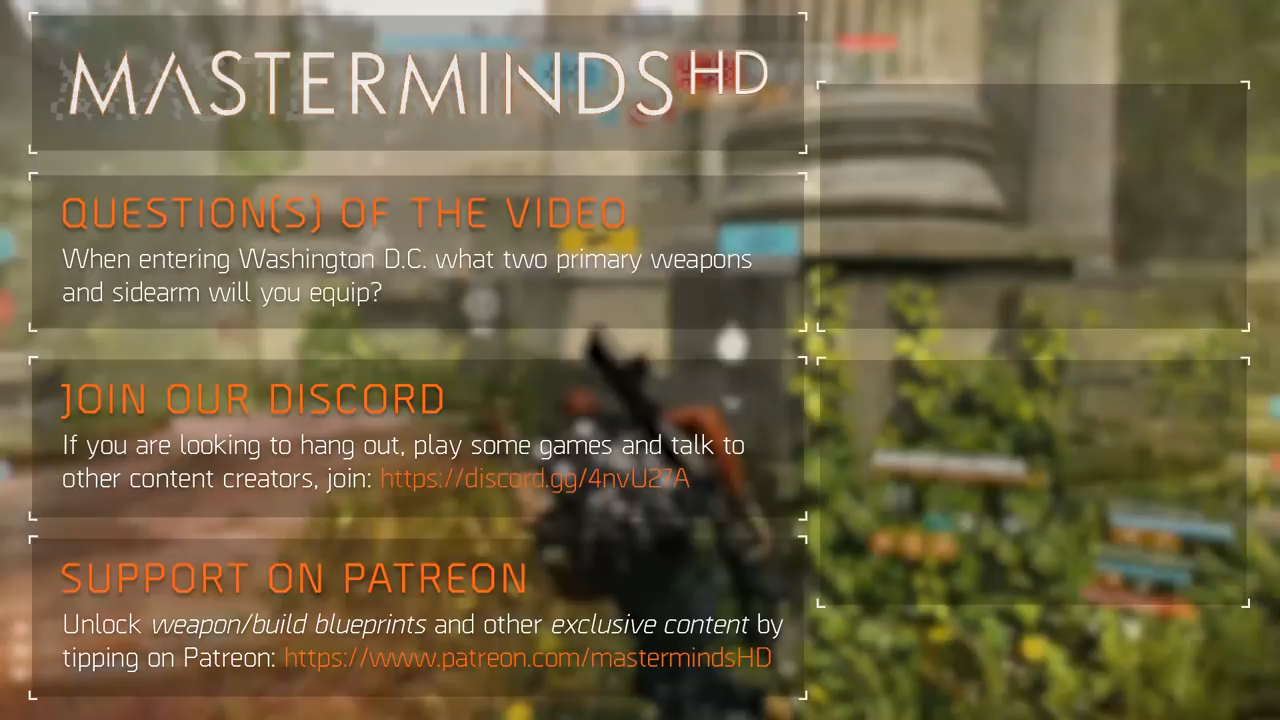 MASTERMINDSHD
QUESTION(S) OF THE VIDEO
When entering Washington D.C. what two primary weapons
and sidearm will you equip?
JOIN OUR DISCORD
If you are looking to hang out, play some games and talk to
other content creators, join: https://discord.gg/4nvU27A
SUPPORT ON PATREON
Unlock weapon/build blueprints and other exclusive content by
tipping on Patreon: https://www.patreon.com/mastermindsHD